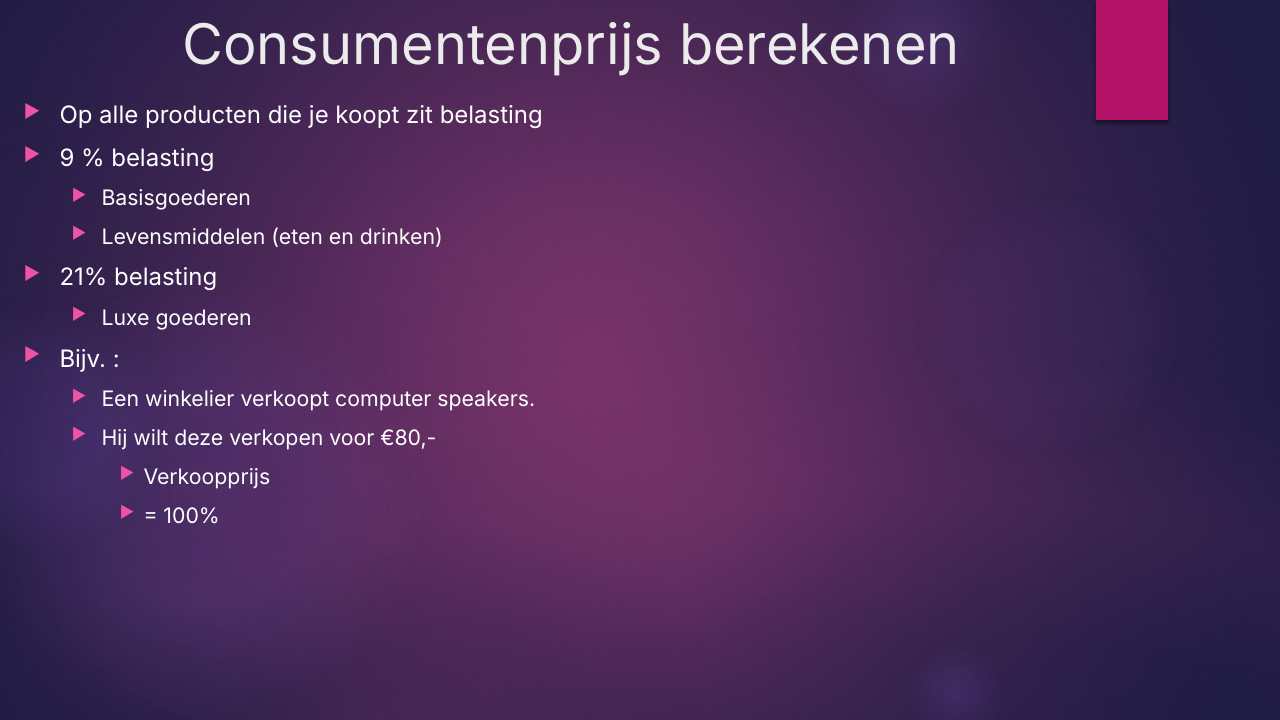 Consumentenprijs berekenen
Op alle producten die je koopt zit belasting
9 % belasting
Basisgoederen
Levensmiddelen (eten en drinken)
21% belasting
Luxe goederen
Bijv. :
Een winkelier verkoopt computer speakers.
Hij wilt deze verkopen voor €80,-
Verkoopprijs
= 100%